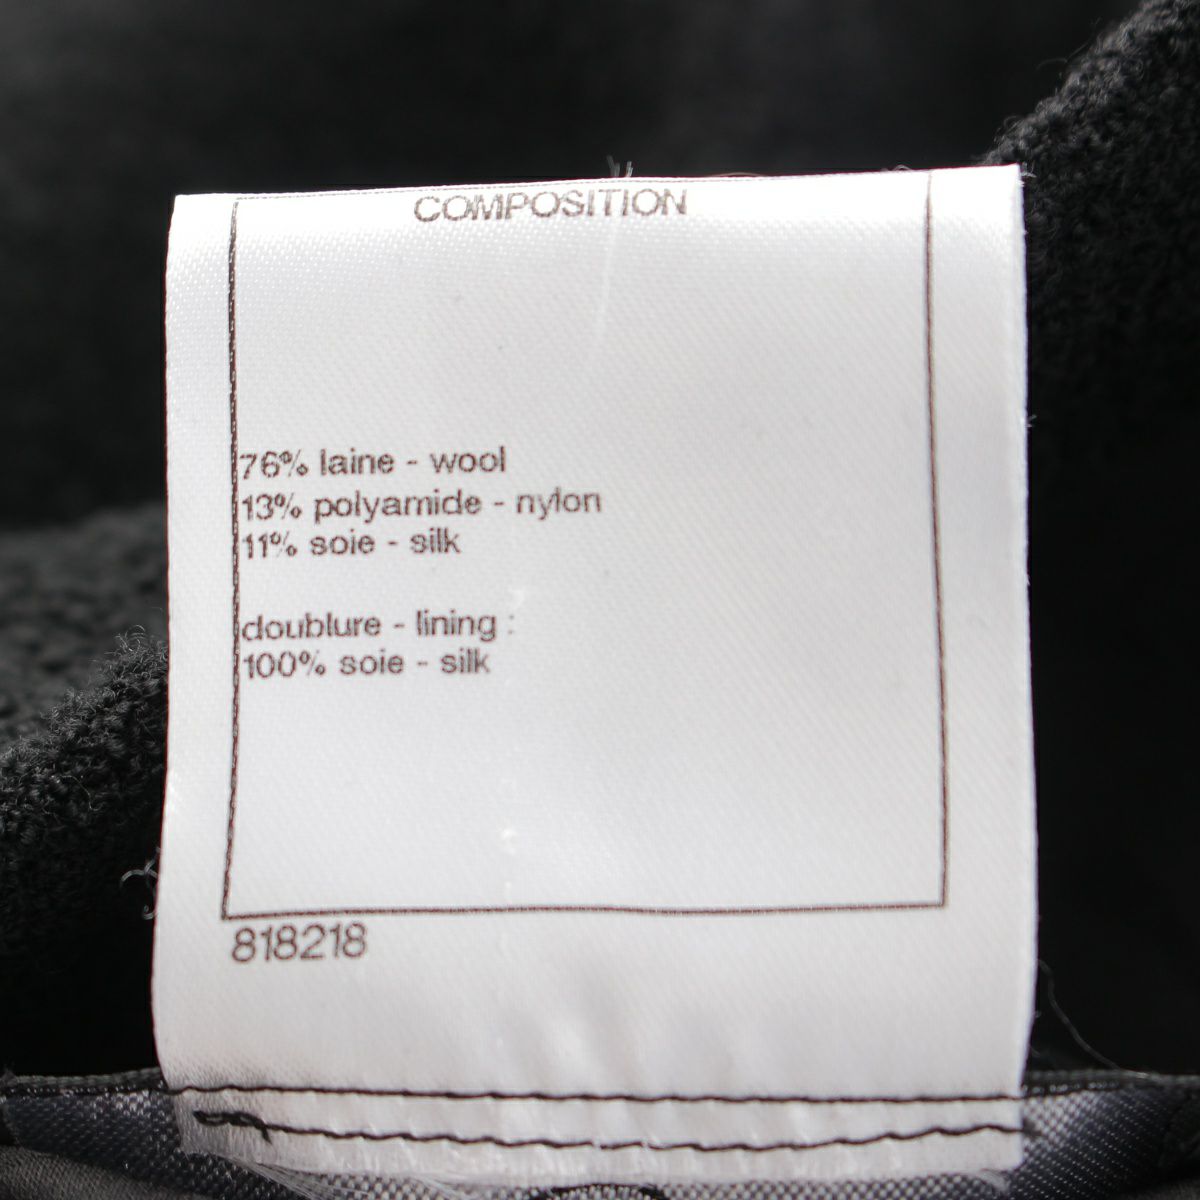 COMPOSITION
76% laine - wool
13% polyamide - nylon
11% soie - silk
doublure - lining :
100% soie - silk
818218